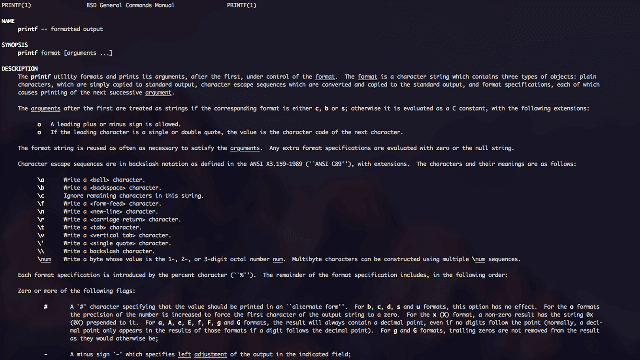 PRINTF(1) BSD General Commands Manual PRINTF(1)
NAME
printf -- formatted output
SYNOPSIS
printf format [arguments ...]
DESCRIPTION
The printf utility formats and prints its arguments, after the first, under control of the format. The format is a character string which contains three types of objects: plain
characters, which are simply copied to standard output, character escape sequences which are converted and copied to the standard output, and format specifications, each of which
causes printing of the next successive argument.
The arguments after the first are treated as strings if the corresponding format is either c, b or s; otherwise it is evaluated as a C constant, with the following extensions:
o A leading plus or minus sign is allowed.
o If the leading character is a single or double quote, the value is the character code of the next character.
The format string is reused as often as necessary to satisfy the arguments. Any extra format specifications are evaluated with zero or the null string.
Character escape sequences are in backslash notation as defined in the ANSI X3.159-1989 (``ANSI C89''), with extensions. The characters and their meanings are as follows:
\a Write a <bell> character.
\b Write a <backspace> character.
\c Ignore remaining characters in this string.
\f Write a <form-feed> character.
\n Write a <new-line> character.
\r Write a <carriage return> character.
\t Write a <tab> character.
\v Write a <vertical tab> character.
\' Write a <single quote> character.
\\ Write a backslash character.
\num Write a byte whose value is the 1-, 2-, or 3-digit octal number num. Multibyte characters can be constructed using multiple \num sequences.
Each format specification is introduced by the percent character (``%''). The remainder of the format specification includes, in the following order:
Zero or more of the following flags:
# A `#' character specifying that the value should be printed in an ``alternate form''. For b, c, d, s and u formats, this option has no effect. For the o formats
the precision of the number is increased to force the first character of the output string to a zero. For the x (X) format, a non-zero result has the string 0x
(0X) prepended to it. For a, A, e, E, f, F, g and G formats, the result will always contain a decimal point, even if no digits follow the point (normally, a deci-
mal point only appears in the results of those formats if a digit follows the decimal point). For g and G formats, trailing zeros are not removed from the result
as they would otherwise be;
- A minus sign `-' which specifies left adjustment of the output in the indicated field;